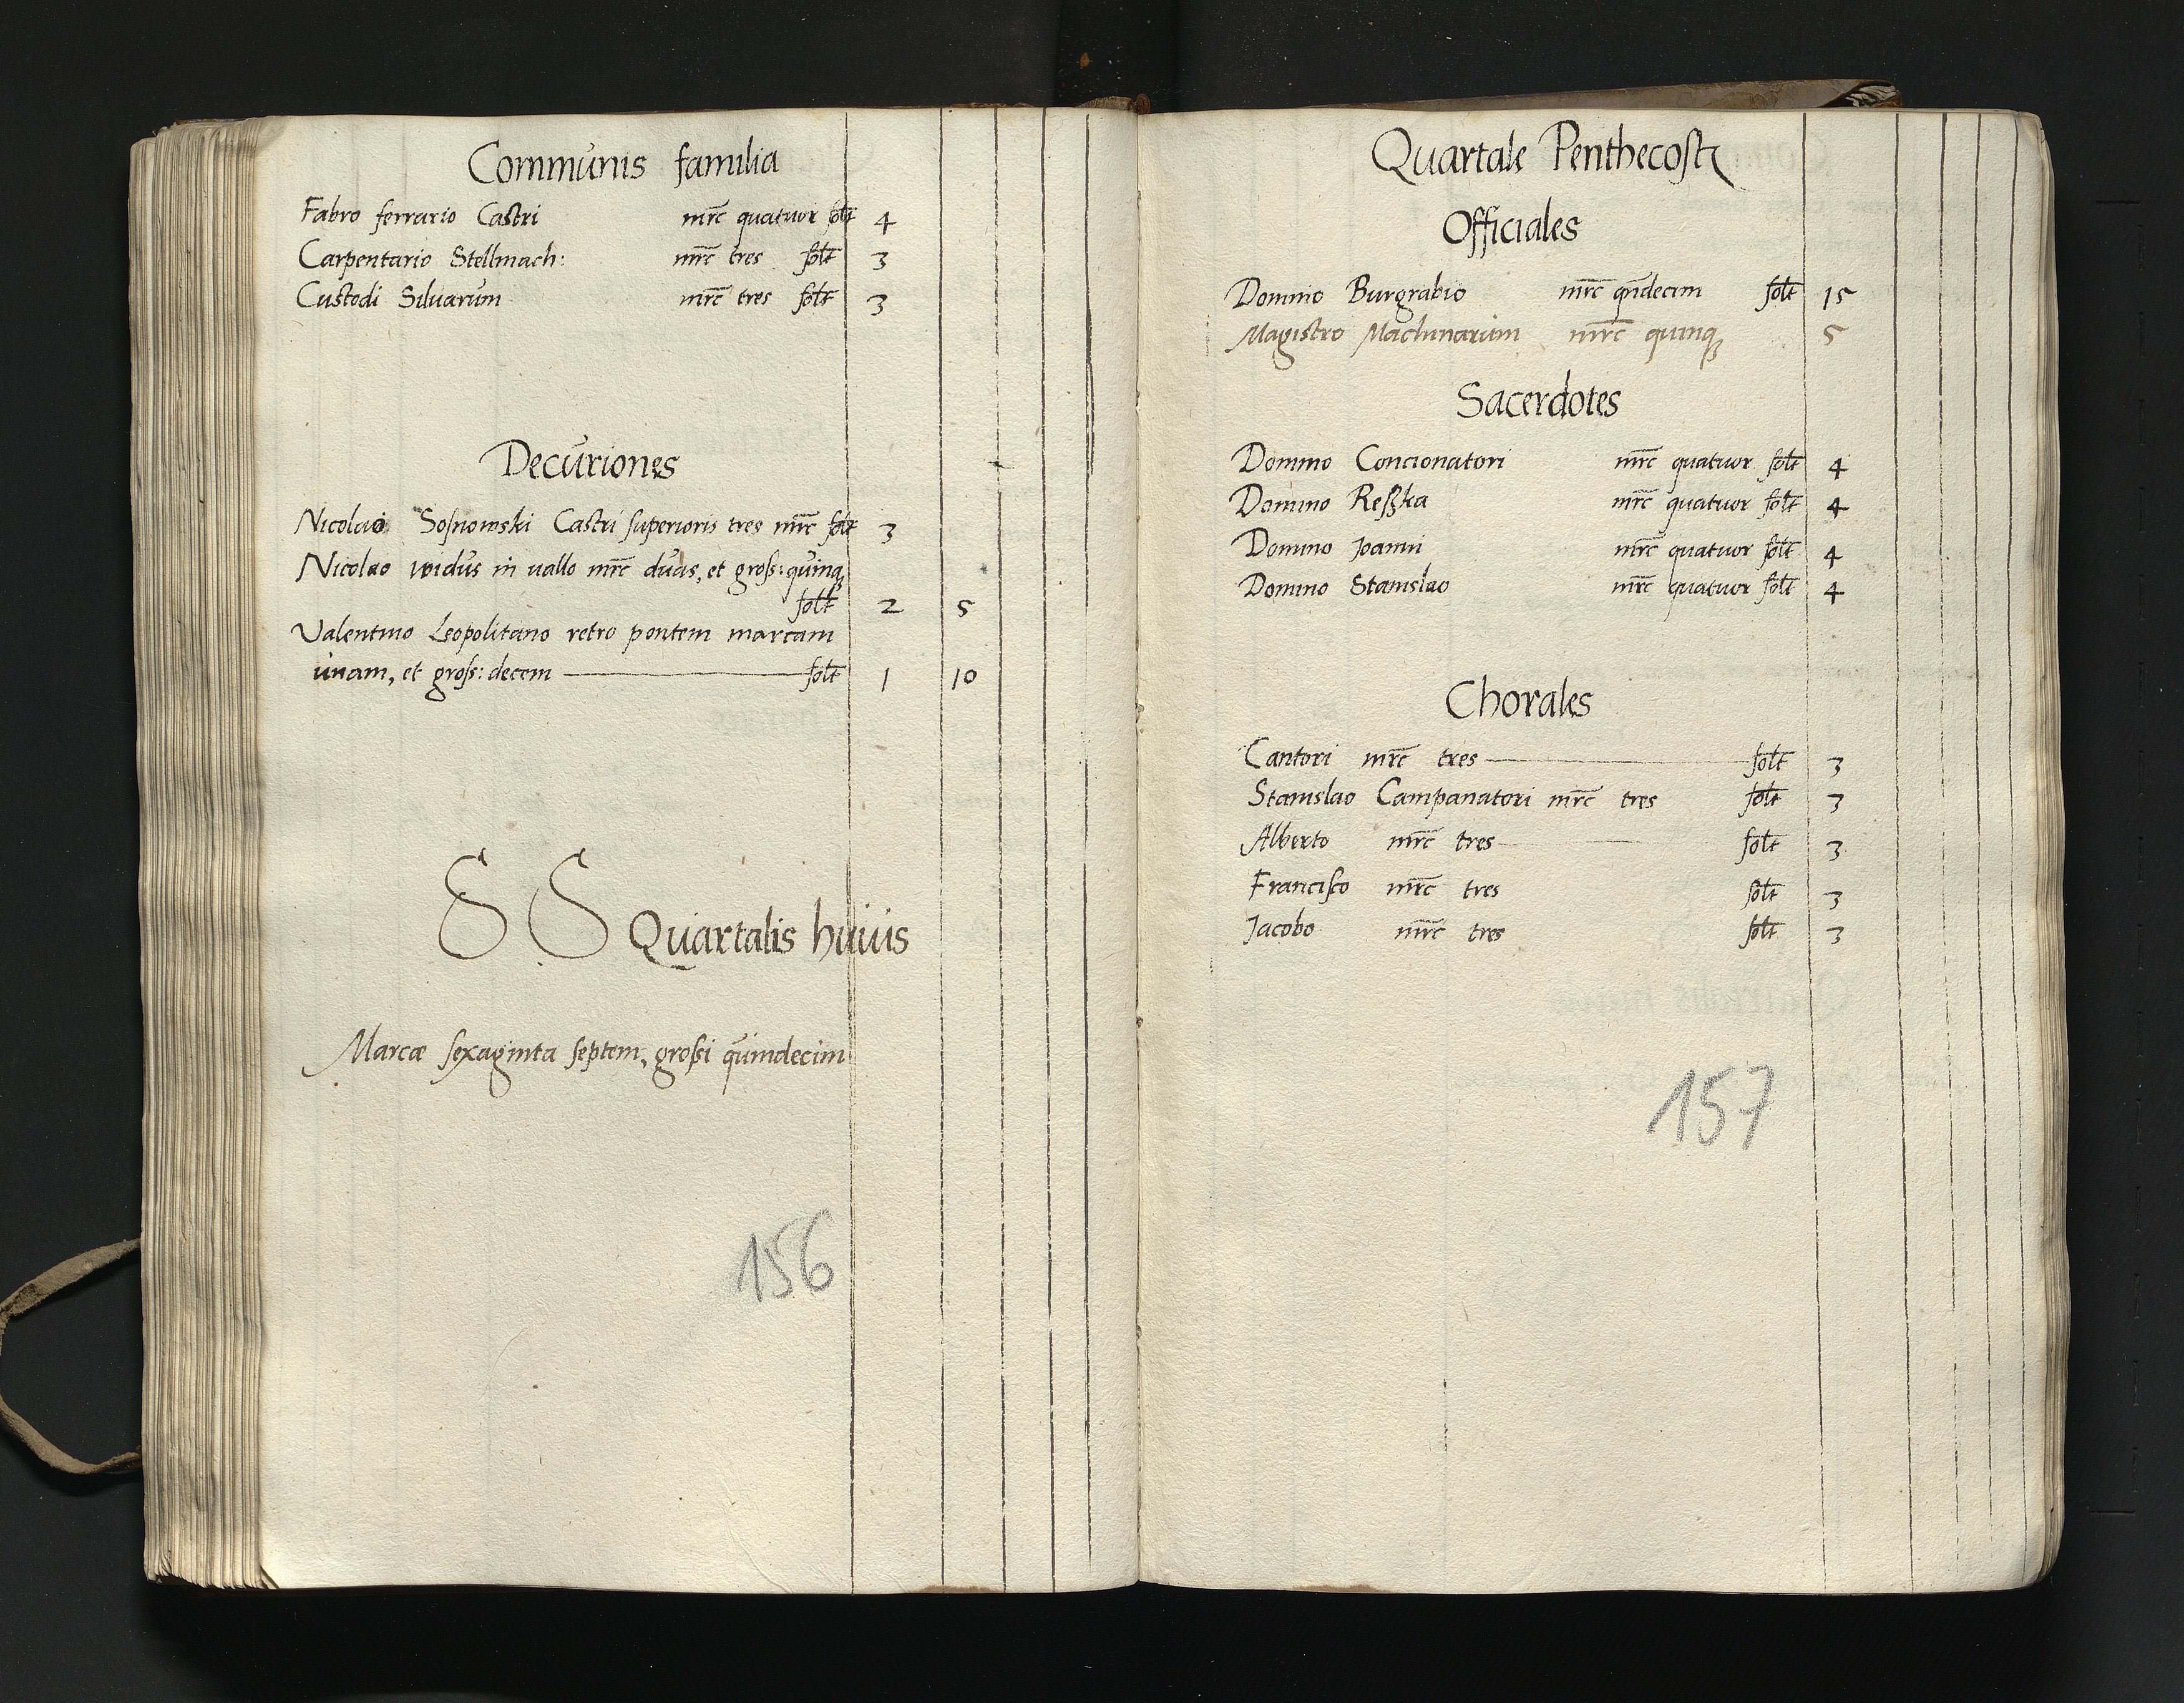 Communis familia
Fabro ferrario Castri mrc quatuor solt 4
Carpentario Stellmach: mrc tres solt 3
Custodi Siluarum mrc tres solt 3
Decuriones
Nicolao Sosnowski Castri superioris tres mrc solt 3
Nicolao widus in uallo mrc duas, et gross: quinq
solt 2 5
Valentino Leopolitano retro pontem marcam
unam, et gross: decem solt 1 10
Quartalis huius
Marcæ sexaginta septem, grossi quindecim
156
Quartale Penthecost
Officiales
Domino Burgrabio mrc qndecim solt 15
Magistro Machinarum mrc quinq 5
Sacerdotes
Domino Concionatori mrc quatuor solt 4
Domino Reßka mrc quatuor solt 4
Domino Joanni mrc quatuor solt 4
Domino Stanislao mrc quatuor solt 4
Chorales
Cantori mrc tres solt 3
Stanislao Campanatori mrc tres solt 3
Alberto mrc tres solt 3
Francisco mrc tres solt 3
Jacobo mrc tres solt 3
157